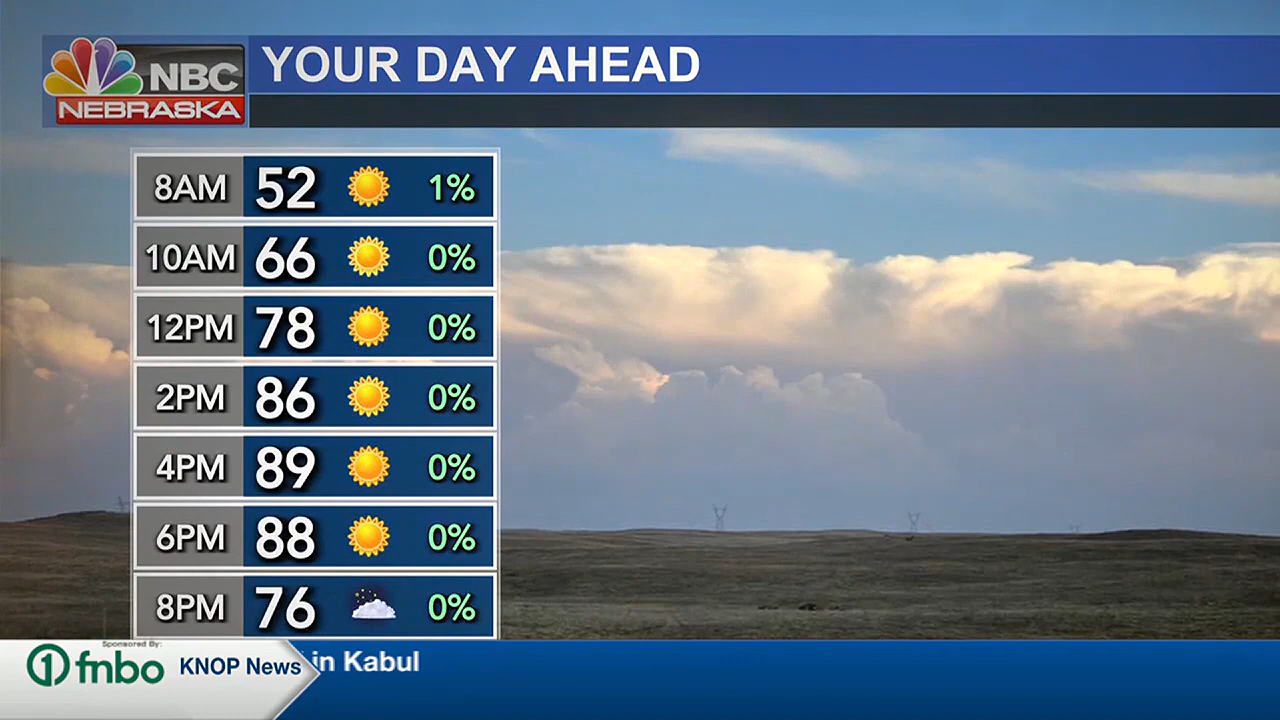 NBC
NEBRASKA
YOUR DAY AHEAD
8AM 52 1%
10AM 66 0%
12PM 78 0%
2PM 86 0%
4PM 89 0%
6PM 88 0%
8PM 76 0%
Sponsored By:
1 fnbo
KNOP News
in Kabul